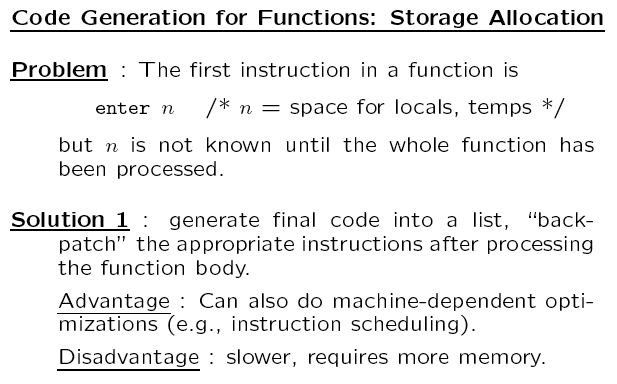 Code Generation for Functions: Storage Allocation
Problem : The first instruction in a function is
enter n /* n = space for locals, temps */
but n is not known until the whole function has
been processed.
Solution 1 : generate final code into a list, “back-
patch” the appropriate instructions after processing
the function body.
Advantage : Can also do machine-dependent opti-
mizations (e.g., instruction scheduling).
Disadvantage : slower, requires more memory.